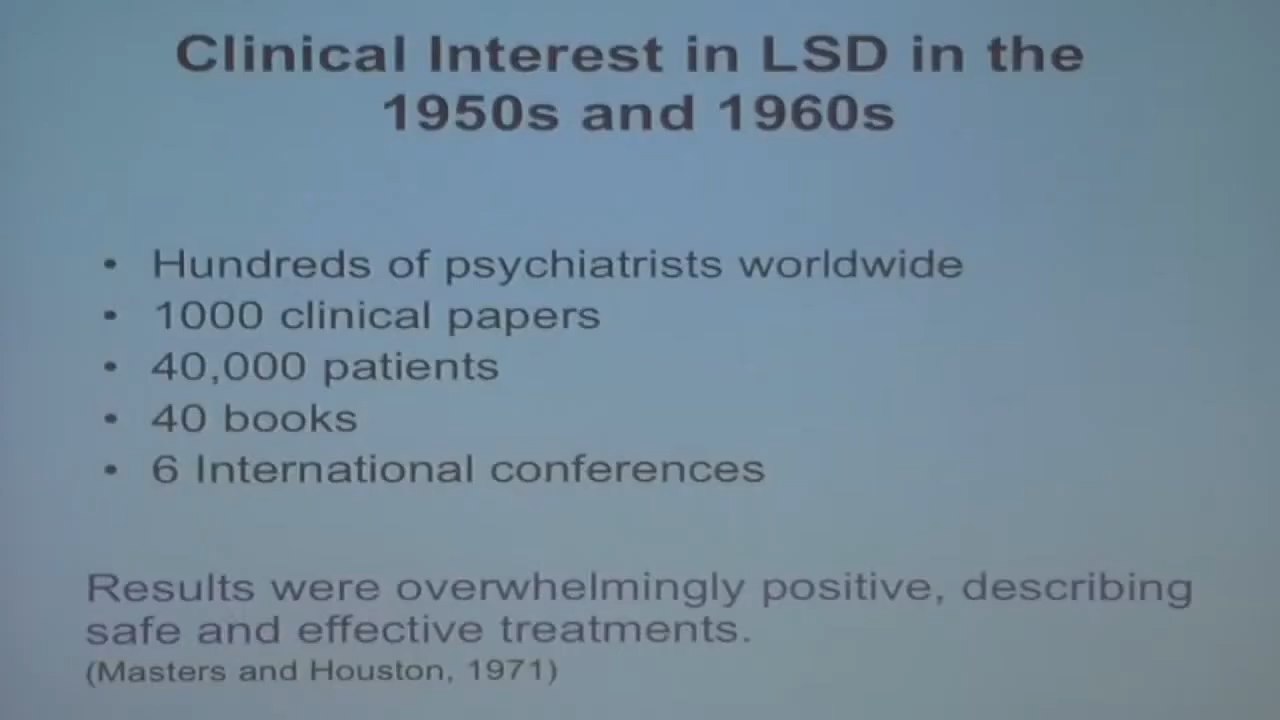 Clinical Interest in LSD in the
1950s and 1960s
• Hundreds of psychiatrists worldwide
• 1000 clinical papers
• 40,000 patients
• 40 books
• 6 International conferences
Results were overwhelmingly positive, describing
safe and effective treatments.
(Masters and Houston, 1971)